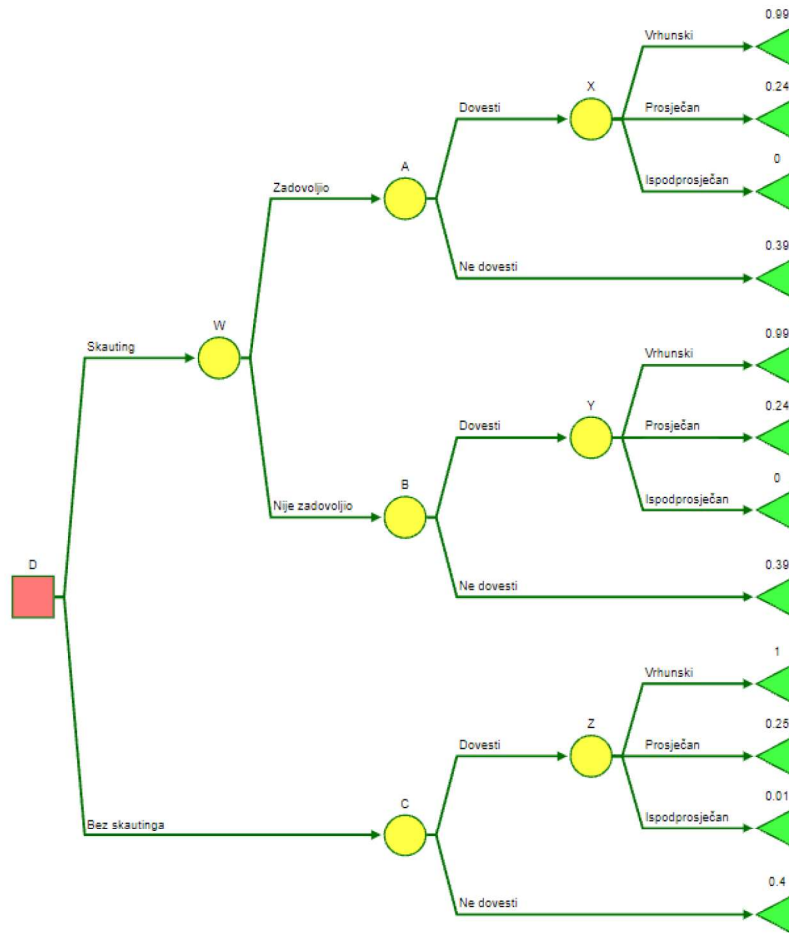 0.99
Vrhunski
X
0.24
Dovesti
Prosječan
A
0
Zadovoljio
Ispodprosječan
0.39
Ne dovesti
W
0.99
Skauting
Vrhunski
Y
0.24
Dovesti
Prosječan
B
0
Nije zadovoljio
Ispodprosječan
D
0.39
Ne dovesti
1
Vrhunski
Z
0.25
Dovesti
Prosječan
C
0.01
Bez skautinga
Ispodprosječan
0.4
Ne dovesti